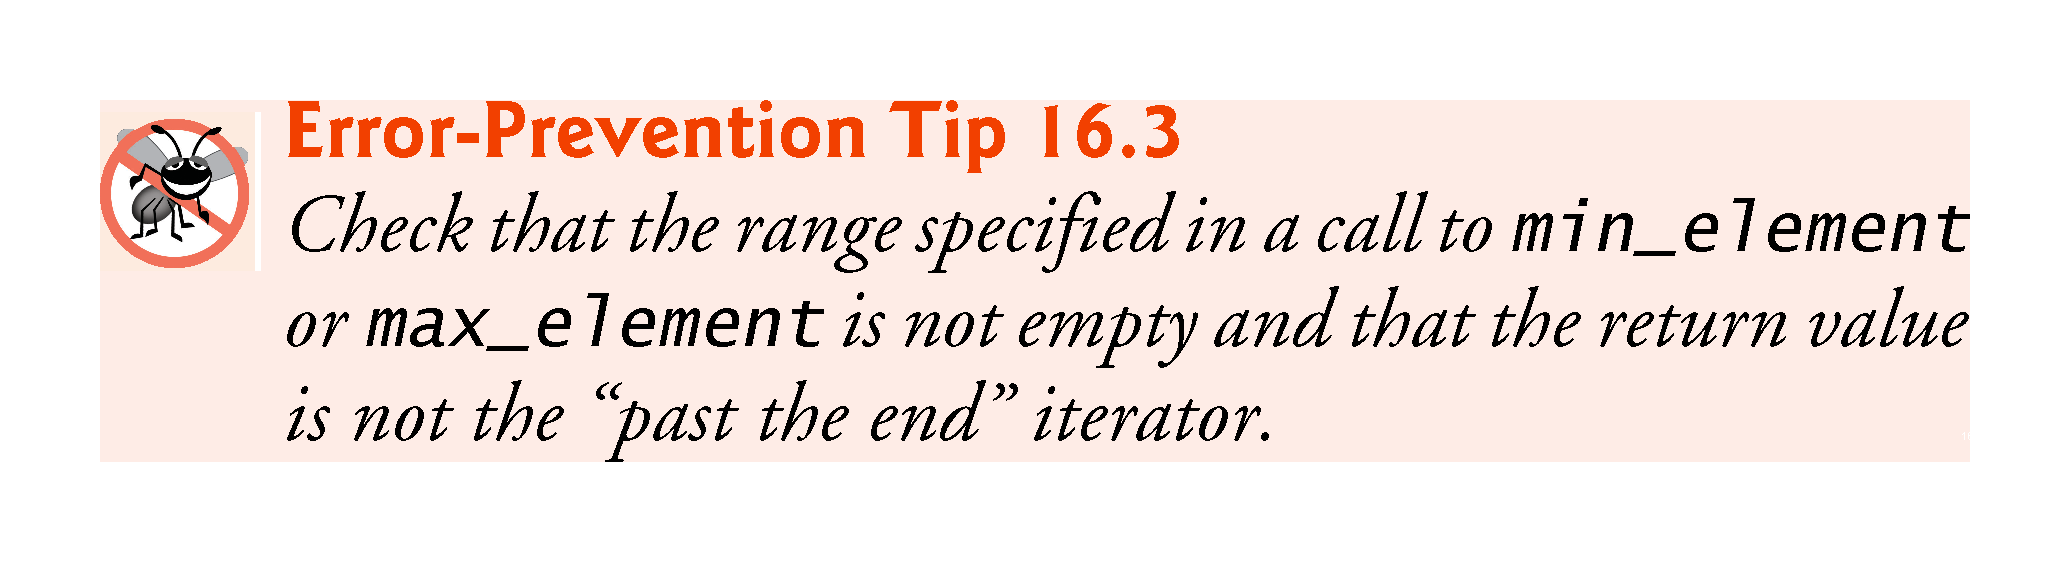 Error-Prevention Tip 16.3
Check that the range specified in a call to min_element
or max_element is not empty and that the return value
is not the “past the end” iterator.